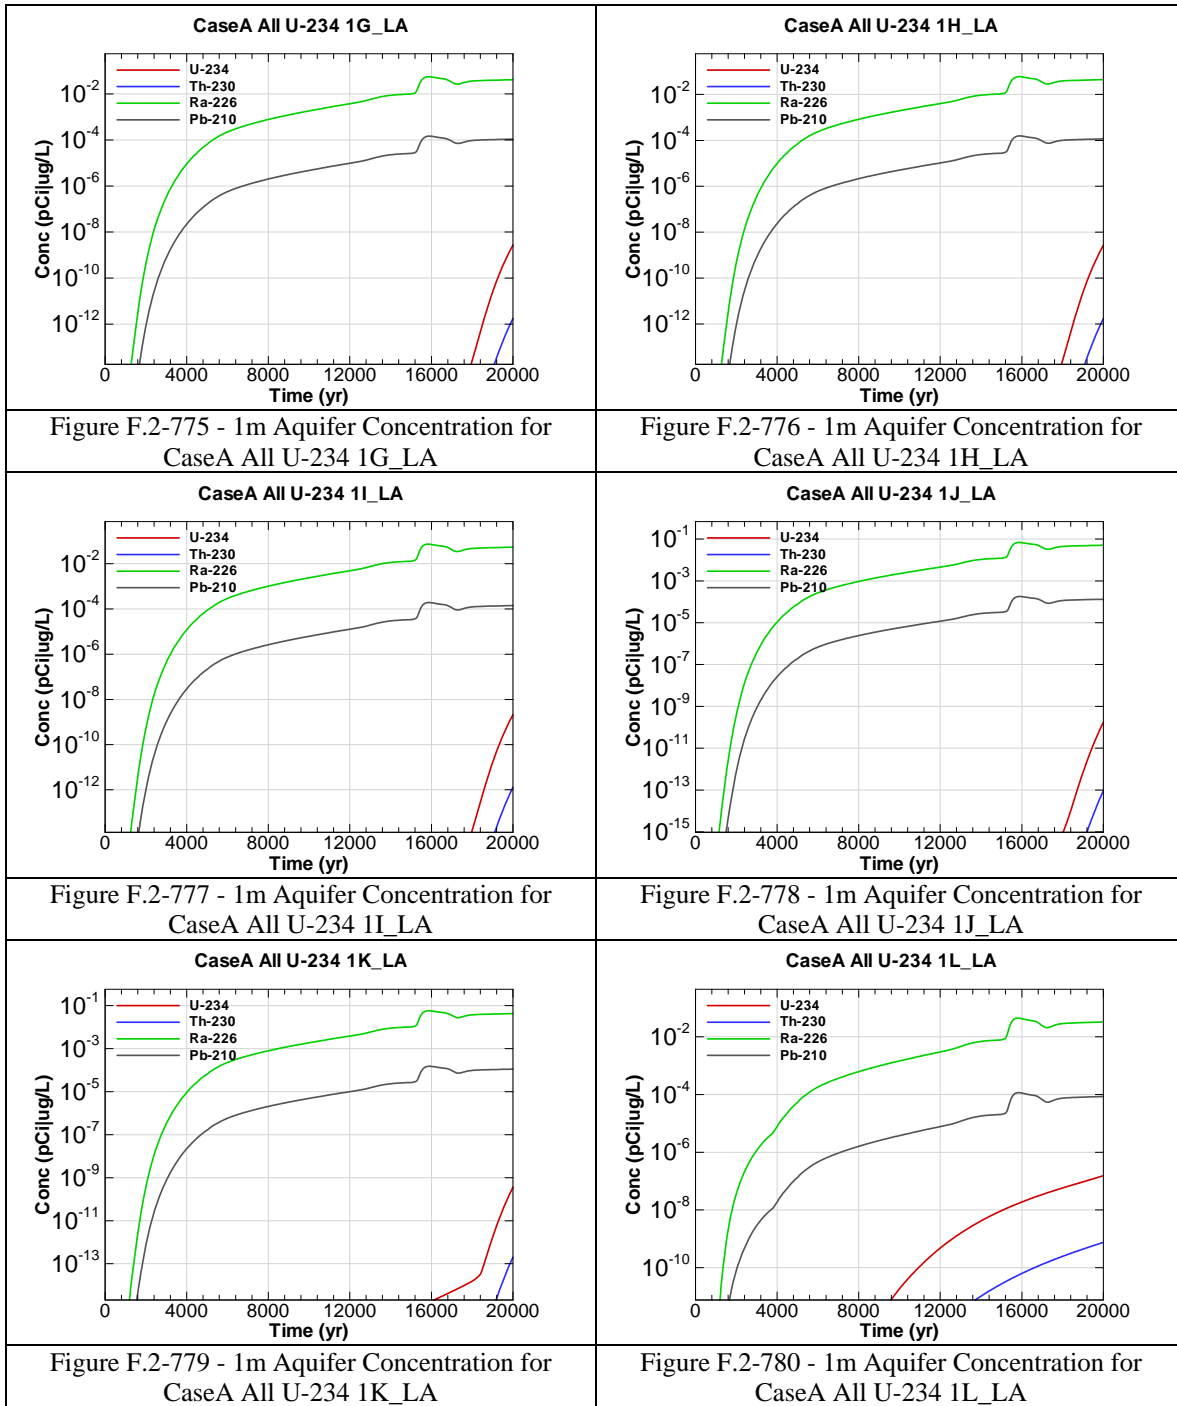 CaseA All U-234 1G_LA
U-234
Th-230
Ra-226
Pb-210
Conc (pCi|ug/L)
10-2
10-4
10-6
10-8
10-10
10-12
0 4000 8000 12000 16000 20000
Time (yr)
Figure F.2-775 - 1m Aquifer Concentration for
CaseA All U-234 1G_LA
CaseA All U-234 1H_LA
U-234
Th-230
Ra-226
Pb-210
Conc (pCi|ug/L)
10-2
10-4
10-6
10-8
10-10
10-12
0 4000 8000 12000 16000 20000
Time (yr)
Figure F.2-776 - 1m Aquifer Concentration for
CaseA All U-234 1H_LA
CaseA All U-234 1I_LA
U-234
Th-230
Ra-226
Pb-210
Conc (pCi|ug/L)
10-2
10-4
10-6
10-8
10-10
10-12
0 4000 8000 12000 16000 20000
Time (yr)
Figure F.2-777 - 1m Aquifer Concentration for
CaseA All U-234 1I_LA
CaseA All U-234 1J_LA
U-234
Th-230
Ra-226
Pb-210
Conc (pCi|ug/L)
10-1
10-3
10-5
10-7
10-9
10-11
10-13
10-15
0 4000 8000 12000 16000 20000
Time (yr)
Figure F.2-778 - 1m Aquifer Concentration for
CaseA All U-234 1J_LA
CaseA All U-234 1K_LA
U-234
Th-230
Ra-226
Pb-210
Conc (pCi|ug/L)
10-1
10-3
10-5
10-7
10-9
10-11
10-13
0 4000 8000 12000 16000 20000
Time (yr)
Figure F.2-779 - 1m Aquifer Concentration for
CaseA All U-234 1K_LA
CaseA All U-234 1L_LA
U-234
Th-230
Ra-226
Pb-210
Conc (pCi|ug/L)
10-2
10-4
10-6
10-8
10-10
0 4000 8000 12000 16000 20000
Time (yr)
Figure F.2-780 - 1m Aquifer Concentration for
CaseA All U-234 1L_LA